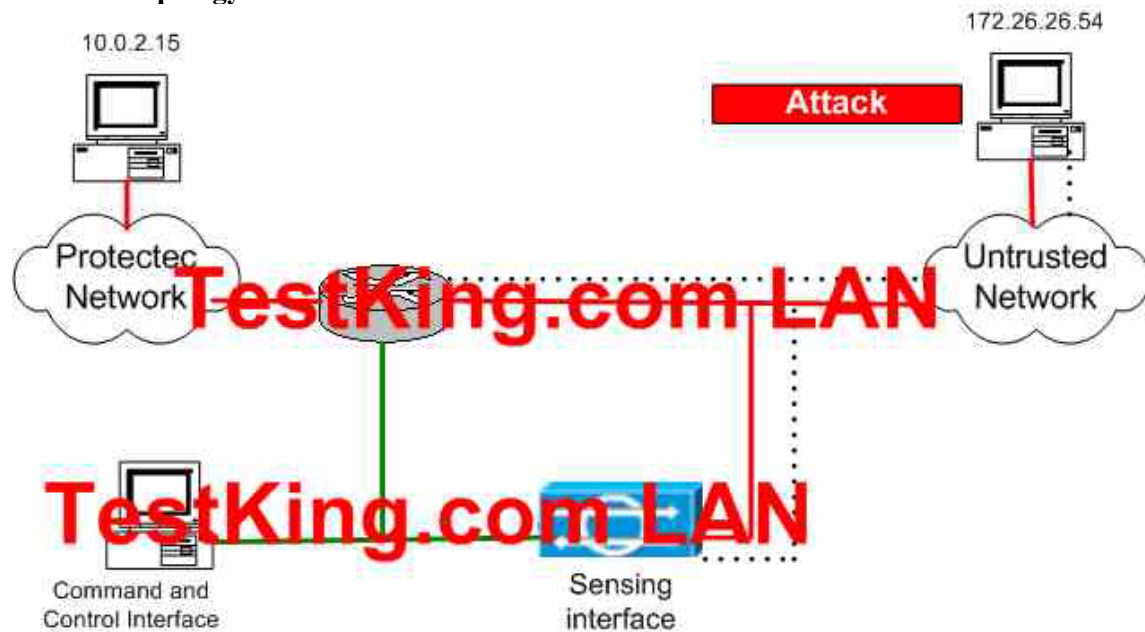 10.0.2.15
172.26.26.54
Attack
Protectec
Network
Untrusted
Network
TestKing.com LAN
TestKing.com LAN
Command and
Control Interface
Sensing
interface